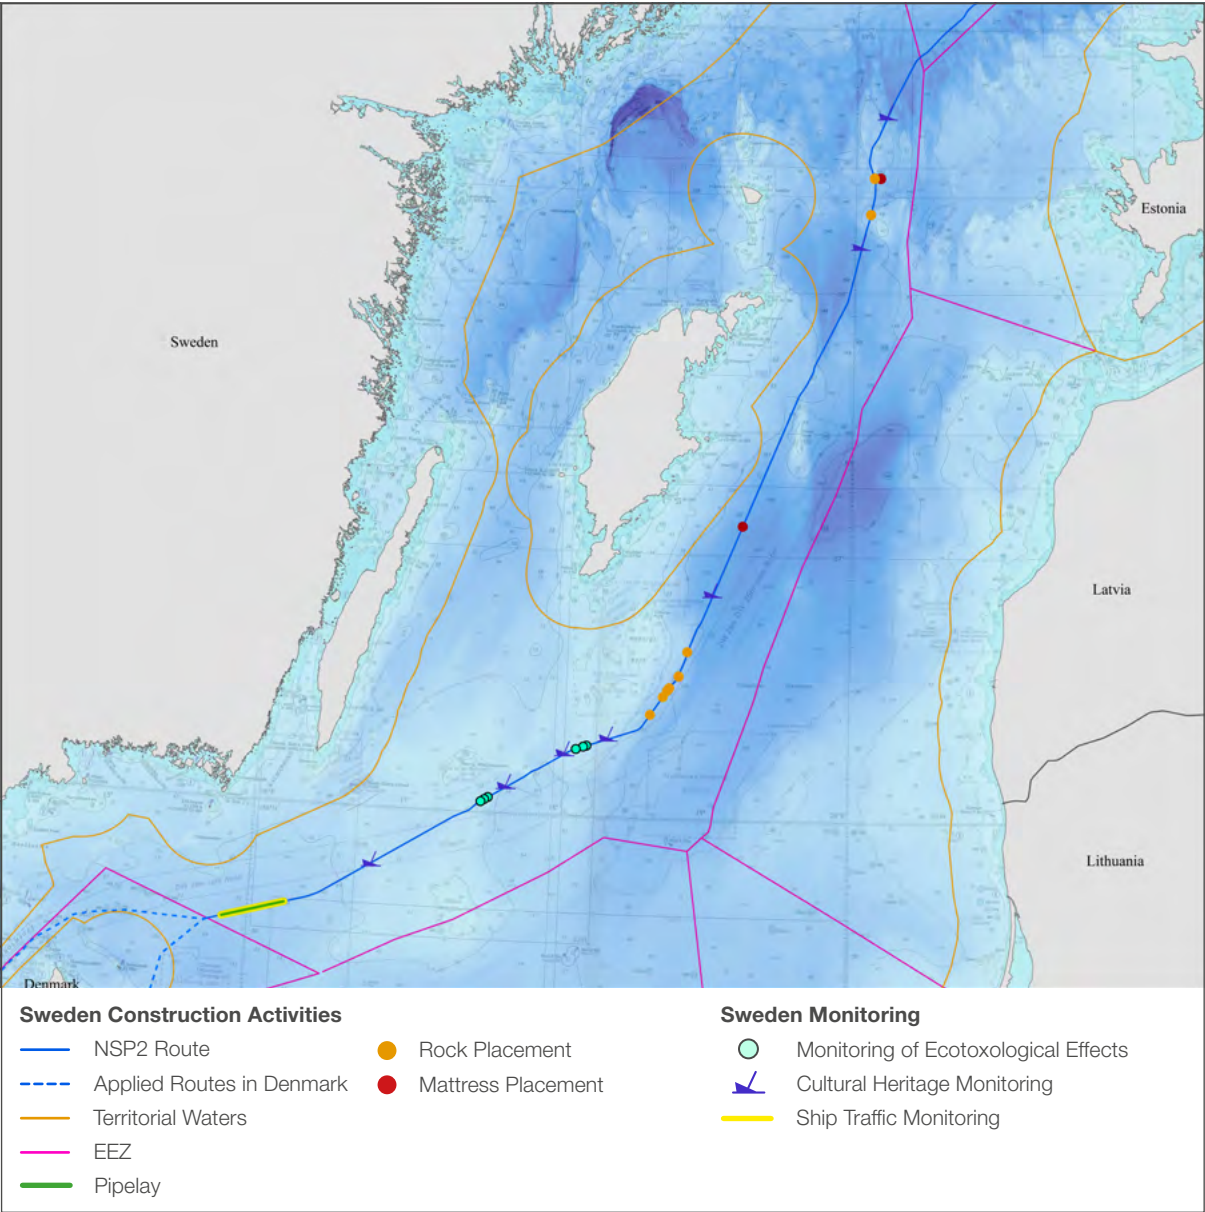 Estonia
Sweden
Latvia
Lithuania
Denmark
Sweden Construction Activities
NSP2 Route
Applied Routes in Denmark
Territorial Waters
EEZ
Pipelay
Rock Placement
Mattress Placement
Sweden Monitoring
Monitoring of Ecotoxological Effects
Cultural Heritage Monitoring
Ship Traffic Monitoring